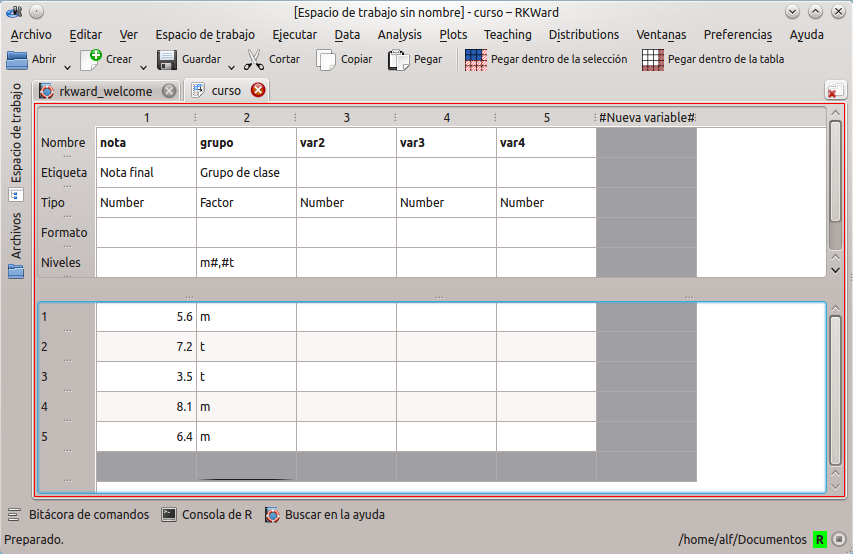 [Espacio de trabajo sin nombre] - curso – RKWard
Archivo Editar Ver Espacio de trabajo Ejecutar Data Analysis Plots Teaching Distributions Ventanas Preferencias Ayuda
Abrir Crear Guardar Cortar Copiar Pegar Pegar dentro de la selección Pegar dentro de la tabla
rkward_welcome curso
Espacio de trabajo
Archivos
1 2 3 4 5 #Nueva variable#
Nombre nota grupo var2 var3 var4
Etiqueta Nota final Grupo de clase
Tipo Number Factor Number Number Number
Formato
Niveles m#,#t
1 5.6 m
2 7.2 t
3 3.5 t
4 8.1 m
5 6.4 m
Bitácora de comandos Consola de R Buscar en la ayuda
Preparado. /home/alf/Documentos R